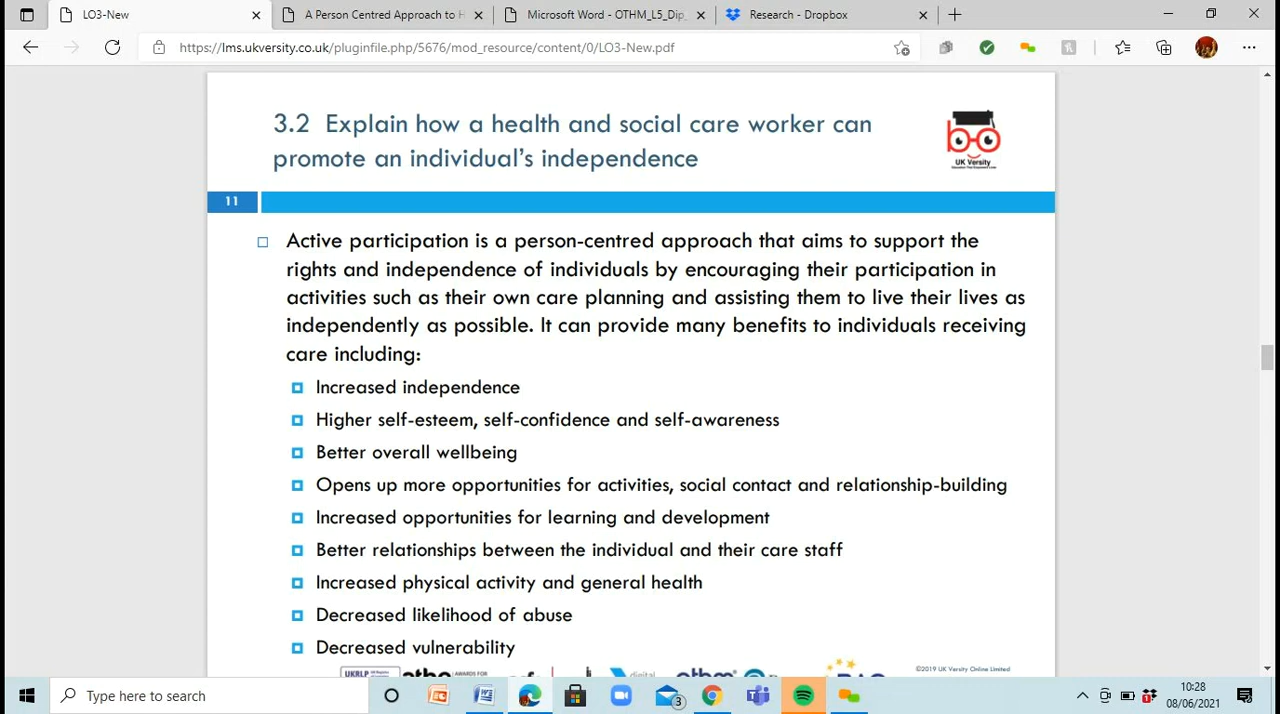 LO3-New
A Person Centred Approach to H
Microsoft Word - OTHM_L5_Dip_
Research - Dropbox
https://lms.ukversity.co.uk/pluginfile.php/5676/mod_resource/content/0/LO3-New.pdf
3.2 Explain how a health and social care worker can
promote an individual's independence
UK Versity
11
Active participation is a person-centred approach that aims to support the
rights and independence of individuals by encouraging their participation in
activities such as their own care planning and assisting them to live their lives as
independently as possible. It can provide many benefits to individuals receiving
care including:
Increased independence
Higher self-esteem, self-confidence and self-awareness
Better overall wellbeing
Opens up more opportunities for activities, social contact and relationship-building
Increased opportunities for learning and development
Better relationships between the individual and their care staff
Increased physical activity and general health
Decreased likelihood of abuse
Decreased vulnerability
UKRLP
AWARDS FOR
digital
othm
©2019 UK Versity Online Limited
Type here to search
3
10:28
08/06/2021